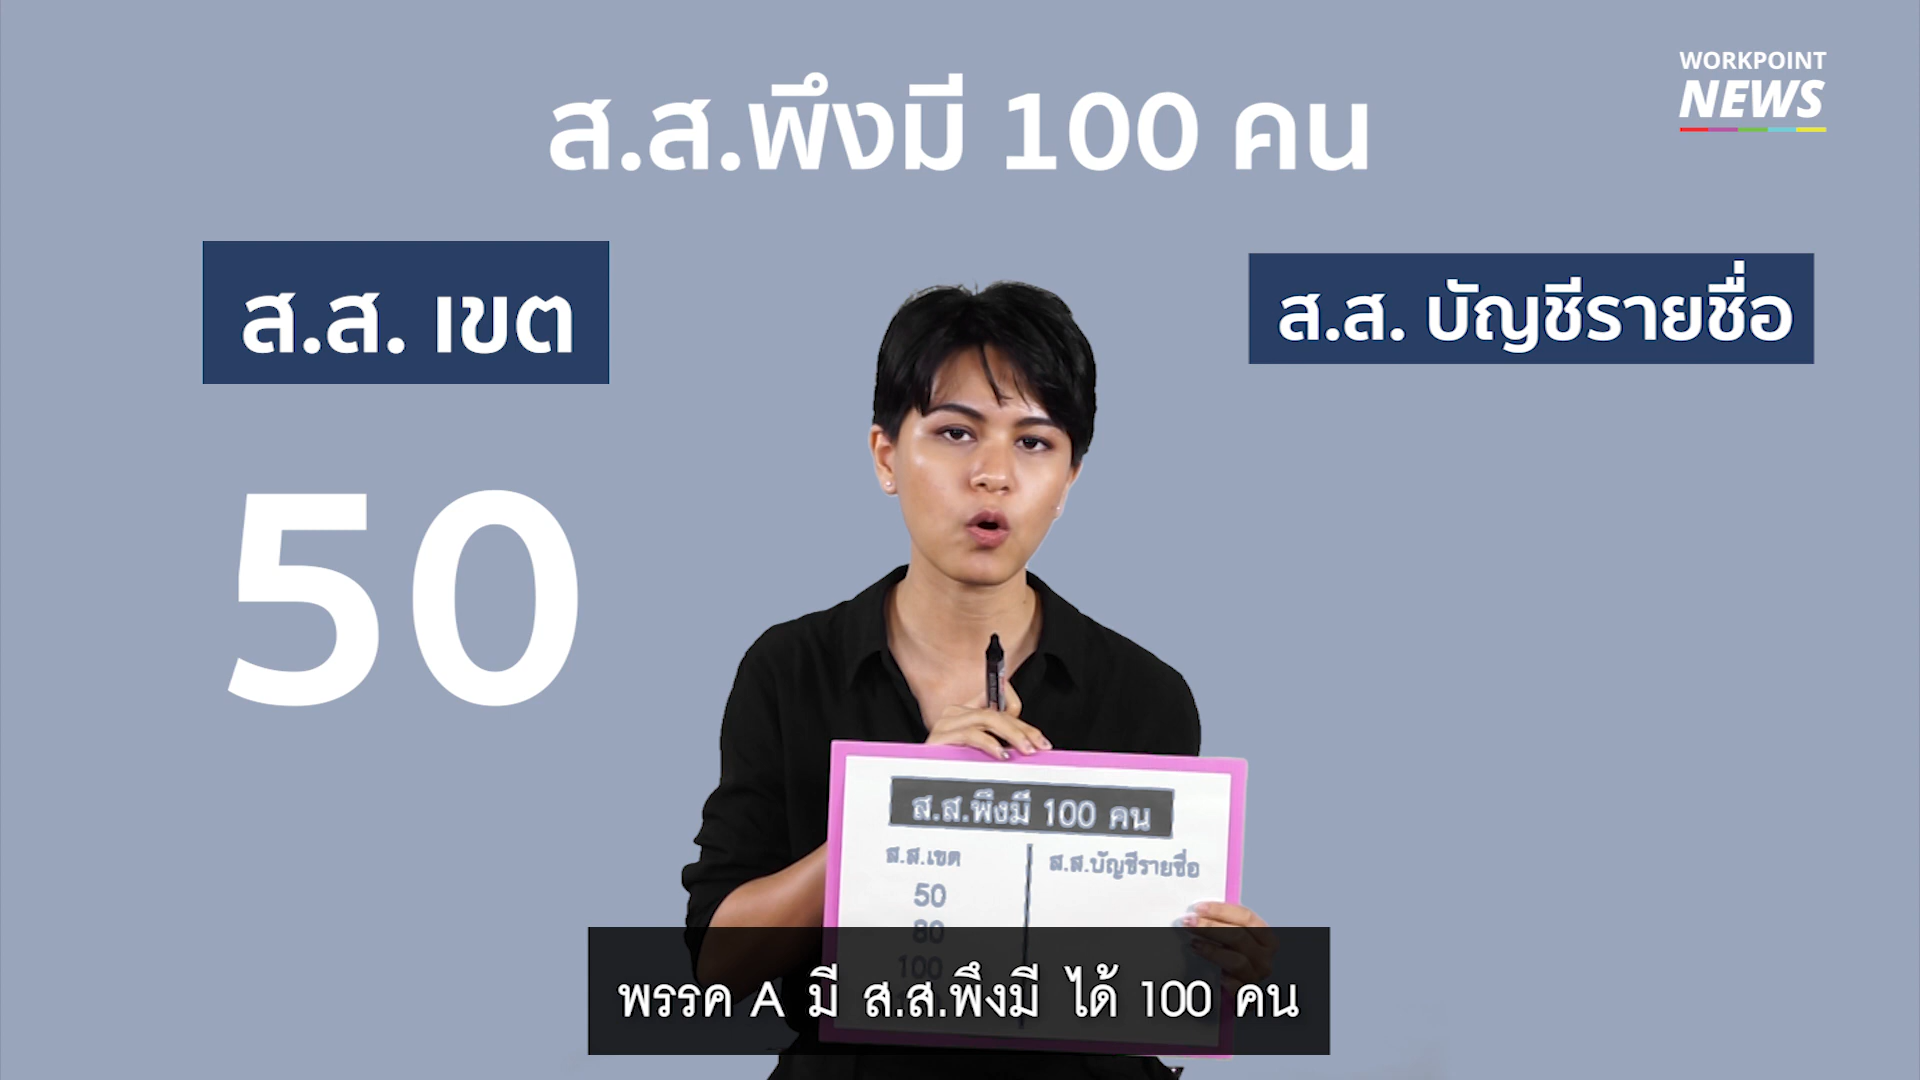 WORKPOINT
NEWS
ส.ส.พึงมี 100 คน
ส.ส. เขต
ส.ส. บัญชีรายชื่อ
50
ส.ส.พึงมี 100 คน
ส.ส.เขต
ส.ส.บัญชีรายชื่อ
50
80
100
พรรค A มี ส.ส.พึงมี ได้ 100 คน